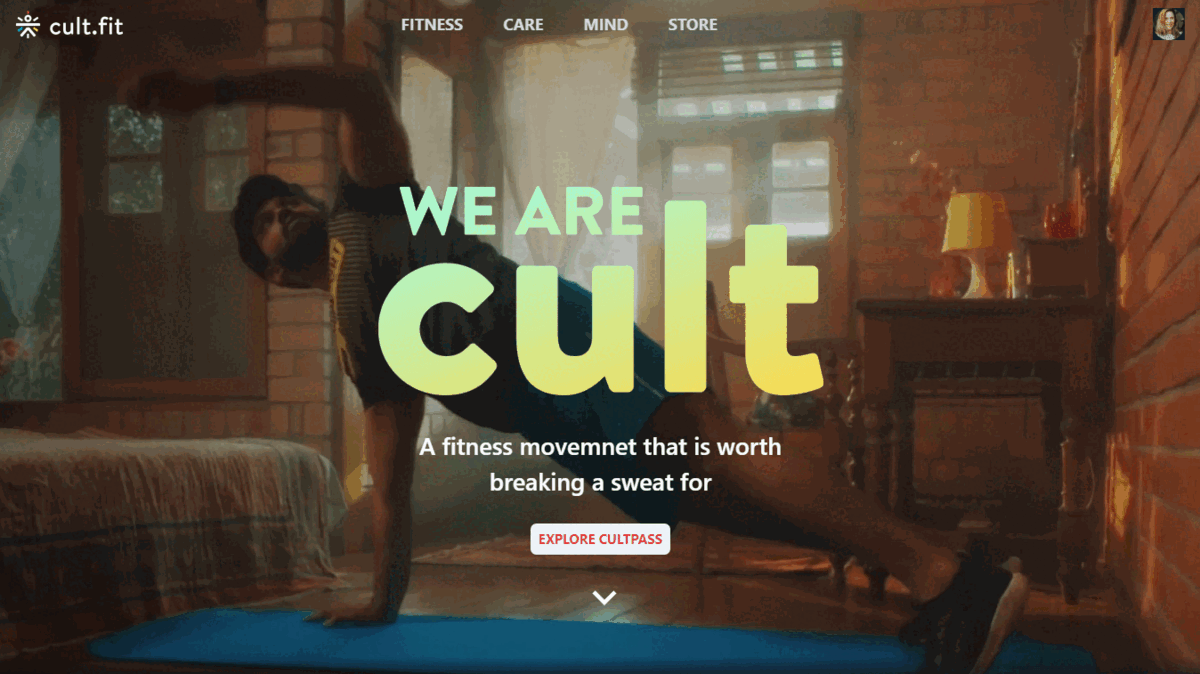 cult.fit
FITNESS CARE MIND STORE
WE ARE
cult
A fitness movemnet that is worth
breaking a sweat for
EXPLORE CULTPASS